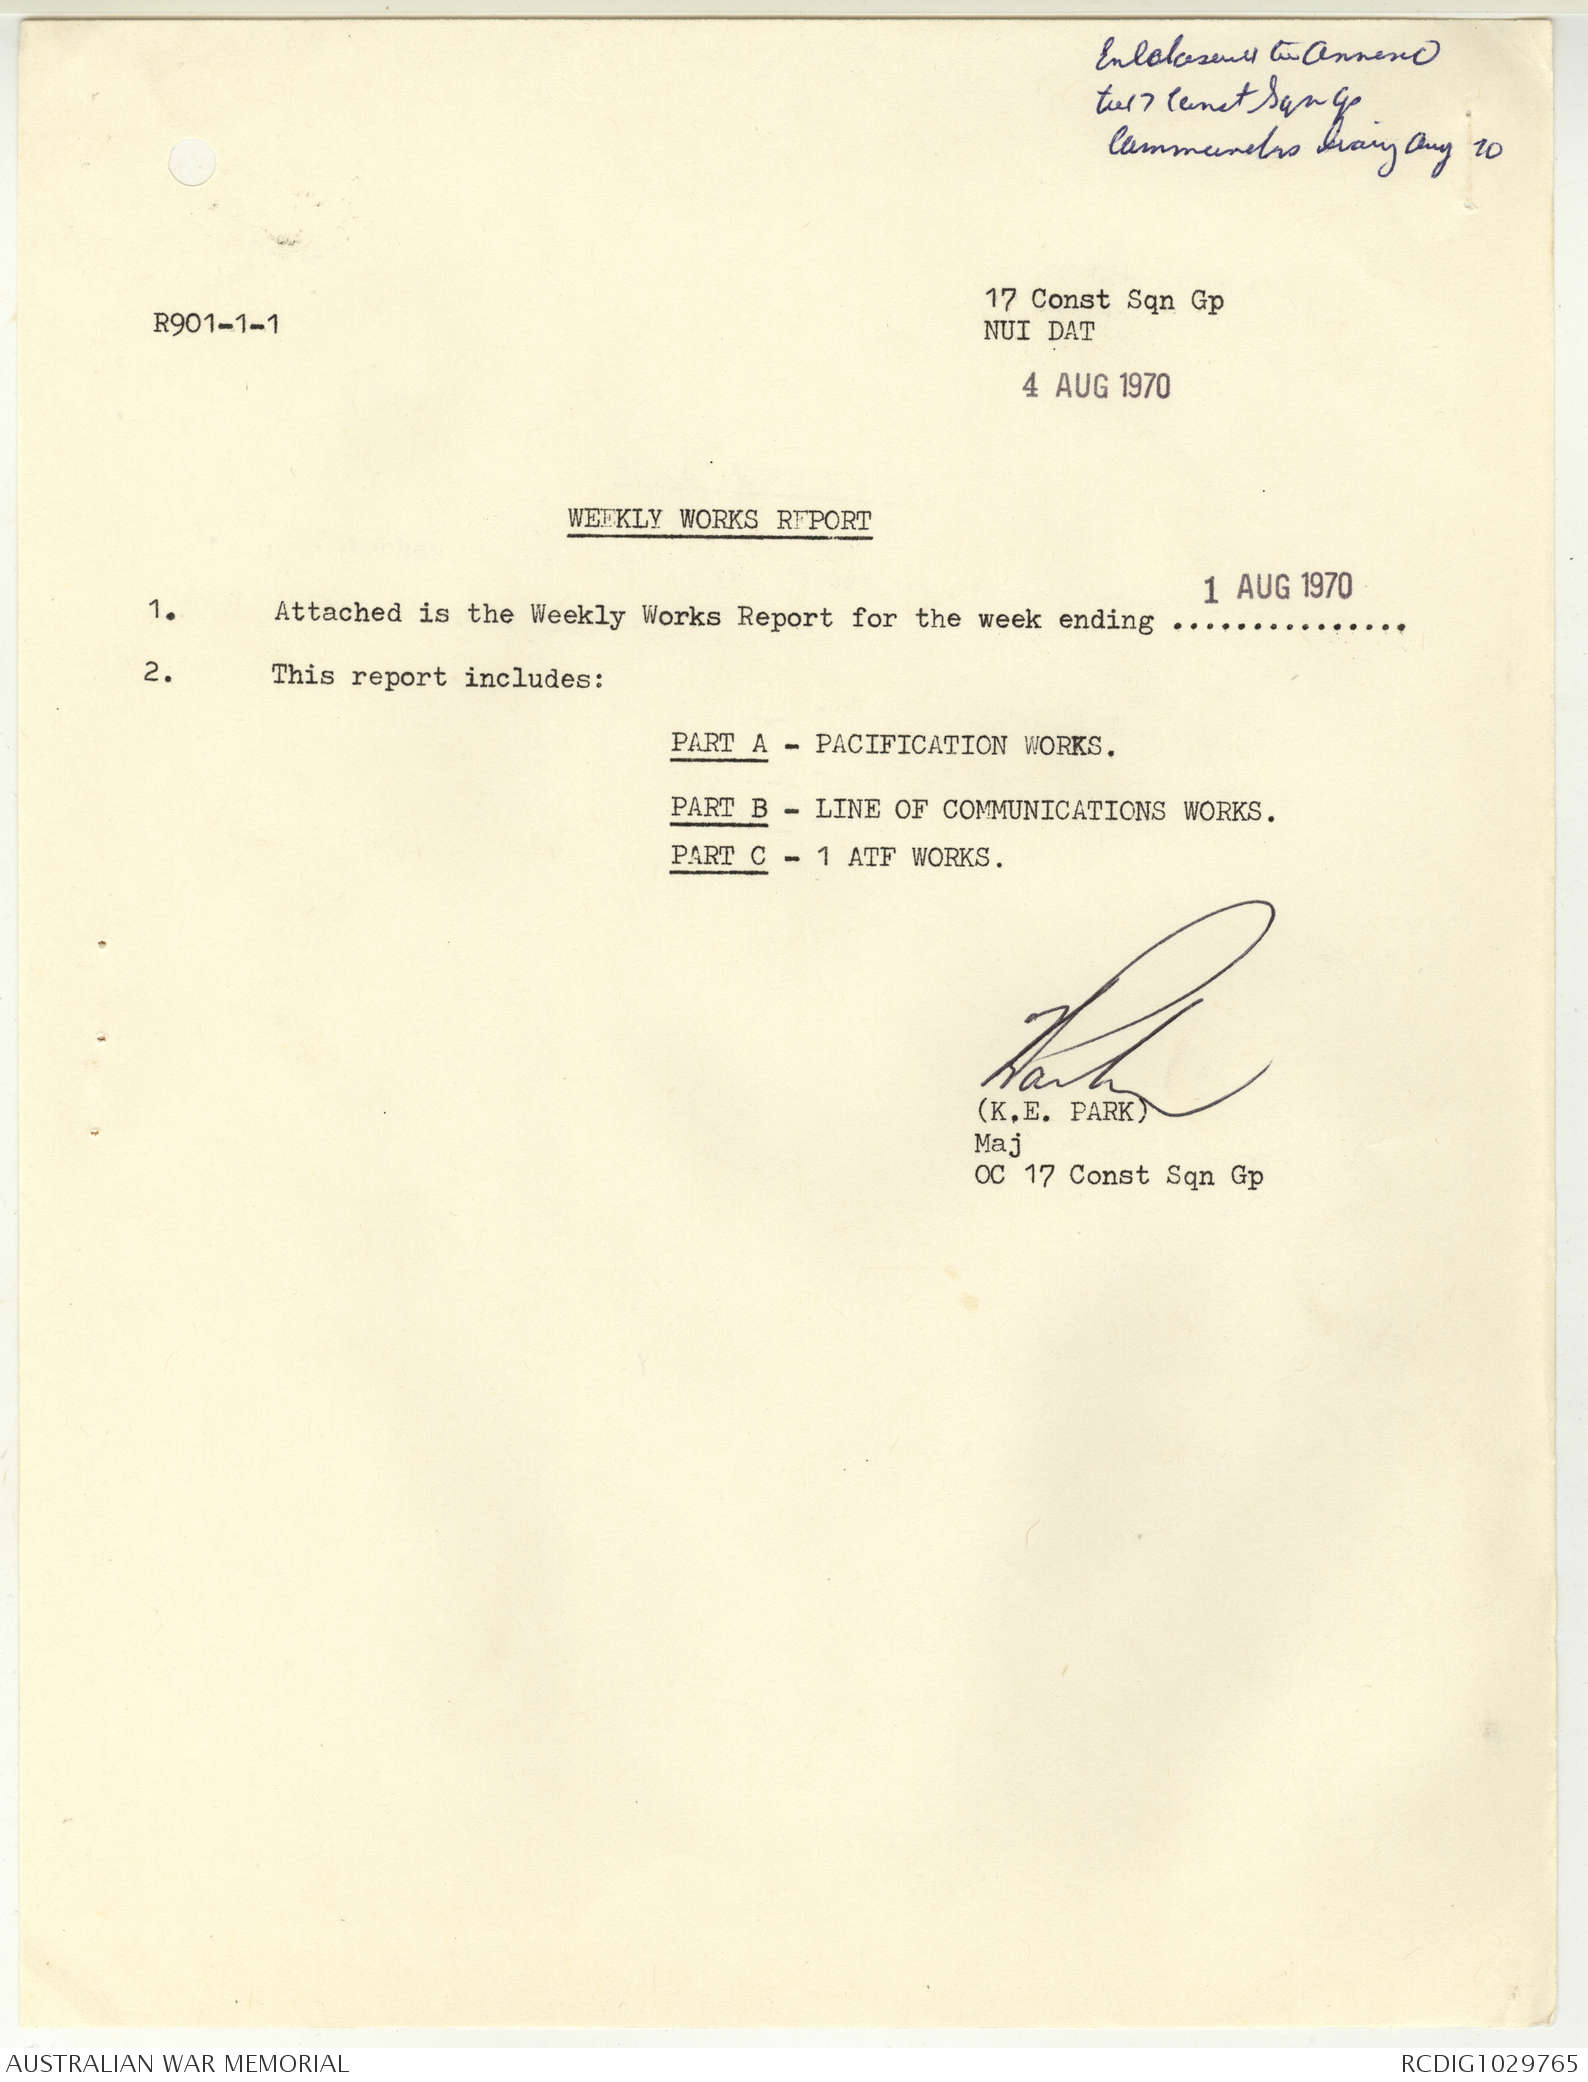 Enclosure 1 to Annex C
to 17 Const Sqn Gp
Commanders Diary Aug 70
R901-1-1
17 Const Sqn Gp
NUI DAT
4 AUG 1970
WEEKLY WORKS REPORT
1. Attached is the Weekly Works Report for the week ending ............... 1 AUG 1970
2. This report includes:
PART A - PACIFICATION WORKS.
PART B - LINE OF COMMUNICATIONS WORKS.
PART C - 1 ATF WORKS.
(K.E. PARK)
Maj
OC 17 Const Sqn Gp
AUSTRALIAN WAR MEMORIAL
RCDIG1029765